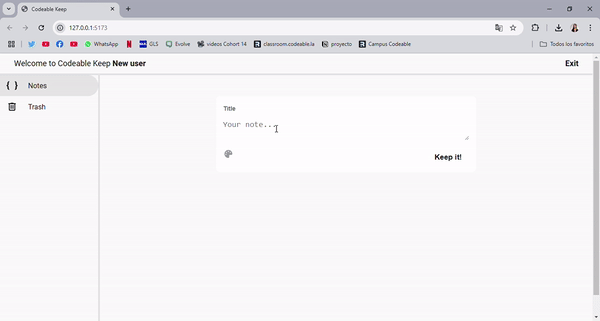 Codeable Keep
127.0.0.1:5173
WhatsApp
GLS
Evolve
videos Cohort 14
classroom.codeable.la
proyecto
Campus Codeable
Todos los favoritos
Welcome to Codeable Keep New user
Exit
{ } Notes
Trash
Title
Your note...
Keep it!